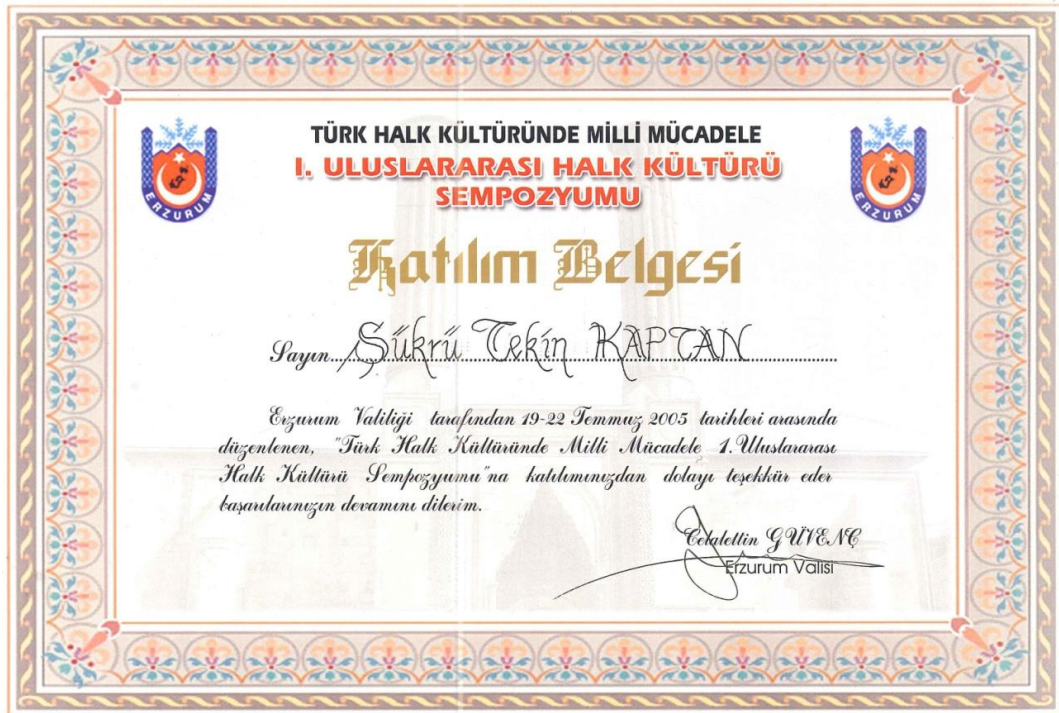 TÜRK HALK KÜLTÜRÜNDE MİLLİ MÜCADELE
I. ULUSLARARASI HALK KÜLTÜRÜ
SEMPOZYUMU
ERZURUM
ERZURUM
Katılım Belgesi
Sayın Şükrü Tekin KAPTAN
Erzurum Valiliği tarafından 19-22 Temmuz 2005 tarihleri arasında
düzenlenen, "Türk Halk Kültüründe Milli Mücadele 1.Uluslararası
Halk Kültürü Sempozyumu"na katılımınızdan dolayı teşekkür eder
başarılarınızın devamını dilerim.
Celalettin GÜVENÇ
Erzurum Valisi